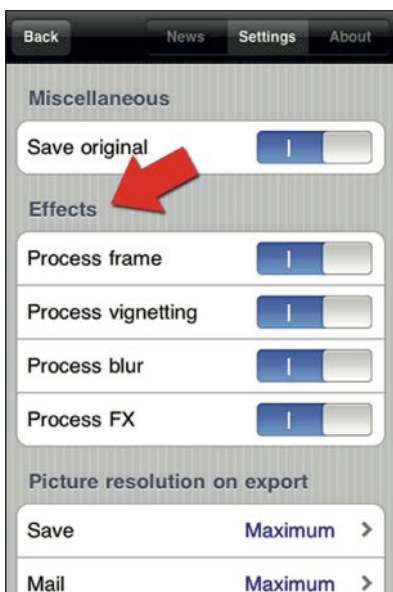 Back News Settings About
Miscellaneous
Save original
Effects
Process frame
Process vignetting
Process blur
Process FX
Picture resolution on export
Save Maximum >
Mail Maximum >